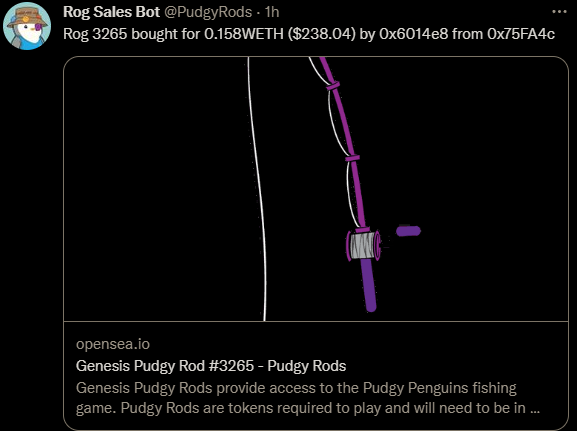 Rog Sales Bot @PudgyRods · 1h
Rog 3265 bought for 0.158WETH ($238.04) by 0x6014e8 from 0x75FA4c
opensea.io
Genesis Pudgy Rod #3265 - Pudgy Rods
Genesis Pudgy Rods provide access to the Pudgy Penguins fishing
game. Pudgy Rods are tokens required to play and will need to be in ...